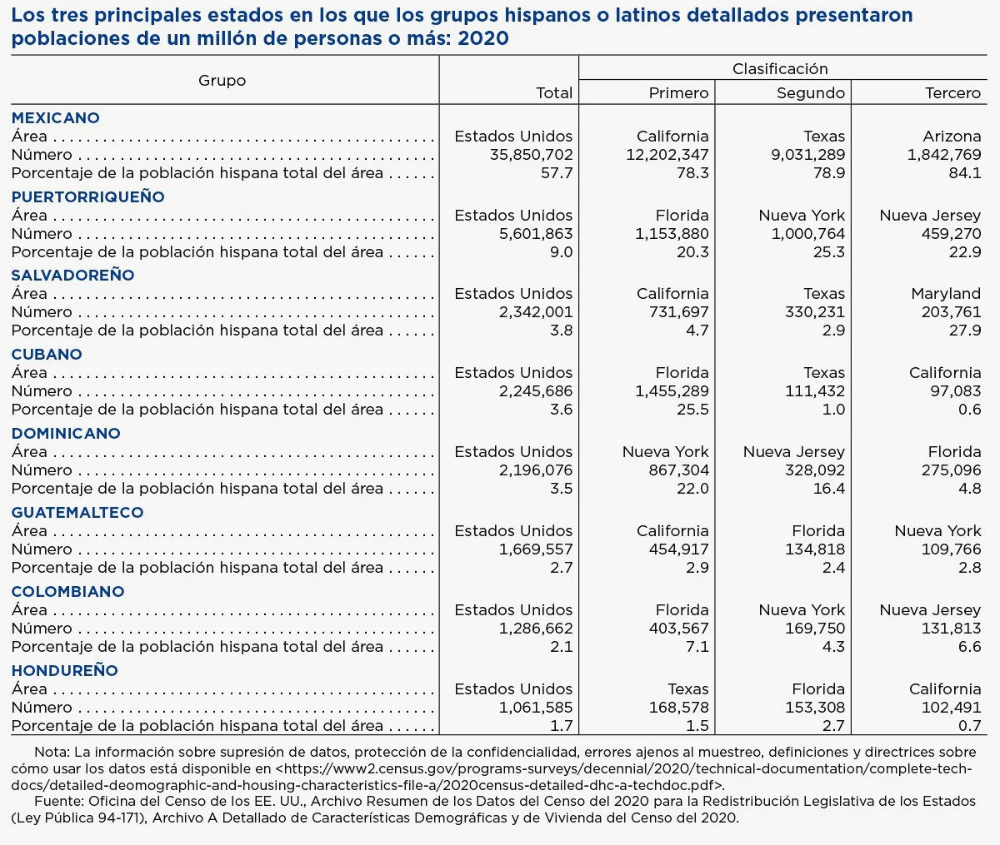 Los tres principales estados en los que los grupos hispanos o latinos detallados presentaron
poblaciones de un millón de personas o más: 2020
Grupo Total Clasificación
Primero Segundo Tercero
MEXICANO
Área Estados Unidos California Texas Arizona
Número 35,850,702 12,202,347 9,031,289 1,842,769
Porcentaje de la población hispana total del área 57.7 78.3 78.9 84.1
PUERTORRIQUEÑO
Área Estados Unidos Florida Nueva York Nueva Jersey
Número 5,601,863 1,153,880 1,000,764 459,270
Porcentaje de la población hispana total del área 9.0 20.3 25.3 22.9
SALVADOREÑO
Área Estados Unidos California Texas Maryland
Número 2,342,001 731,697 330,231 203,761
Porcentaje de la población hispana total del área 3.8 4.7 2.9 27.9
CUBANO
Área Estados Unidos Florida Texas California
Número 2,245,686 1,455,289 111,432 97,083
Porcentaje de la población hispana total del área 3.6 25.5 1.0 0.6
DOMINICANO
Área Estados Unidos Nueva York Nueva Jersey Florida
Número 2,196,076 867,304 328,092 275,096
Porcentaje de la población hispana total del área 3.5 22.0 16.4 4.8
GUATEMALTECO
Área Estados Unidos California Florida Nueva York
Número 1,669,557 454,917 134,818 109,766
Porcentaje de la población hispana total del área 2.7 2.9 2.4 2.8
COLOMBIANO
Área Estados Unidos Florida Nueva York Nueva Jersey
Número 1,286,662 403,567 169,750 131,813
Porcentaje de la población hispana total del área 2.1 7.1 4.3 6.6
HONDUREÑO
Área Estados Unidos Texas Florida California
Número 1,061,585 168,578 153,308 102,491
Porcentaje de la población hispana total del área 1.7 1.5 2.7 0.7
Nota: La información sobre supresión de datos, protección de la confidencialidad, errores ajenos al muestreo, definiciones y directrices sobre
cómo usar los datos está disponible en <https://www2.census.gov/programs-surveys/decennial/2020/technical-documentation/complete-tech-
docs/detailed-deomographic-and-housing-characteristics-file-a/2020census-detailed-dhc-a-techdoc.pdf>.
Fuente: Oficina del Censo de los EE. UU., Archivo Resumen de los Datos del Censo del 2020 para la Redistribución Legislativa de los Estados
(Ley Pública 94-171), Archivo A Detallado de Características Demográficas y de Vivienda del Censo del 2020.